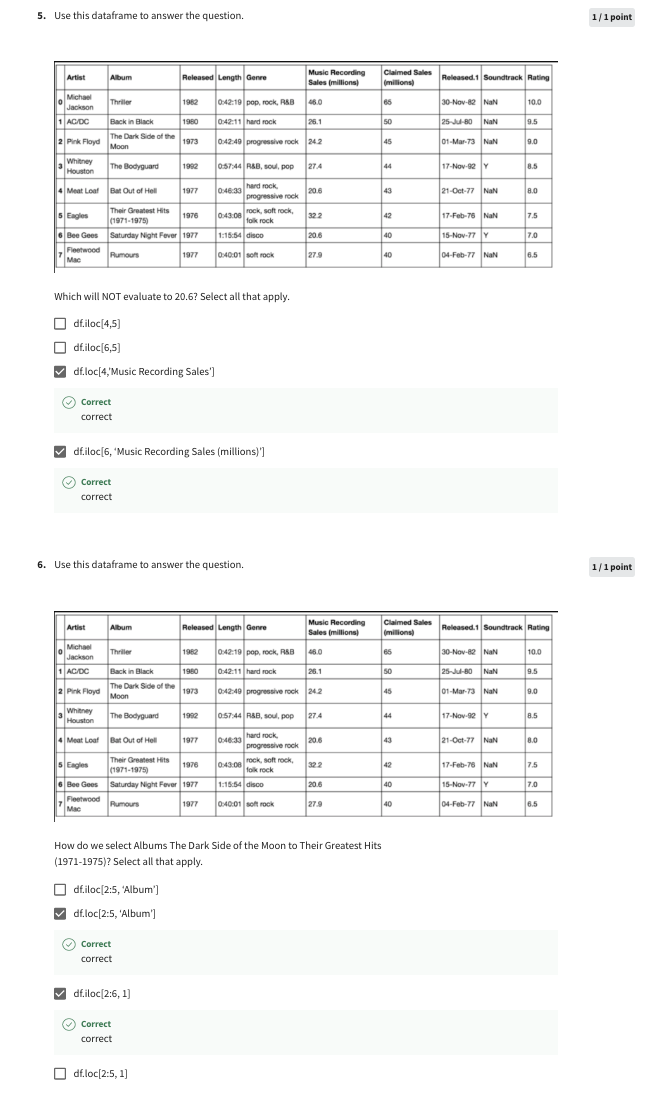 5. Use this dataframe to answer the question. 1 / 1 point
Artist Album Released Length Genre Music Recording Sales (millions) Claimed Sales (millions) Released.1 Soundtrack Rating
0 Michael Jackson Thriller 1982 0:42:19 pop, rock, R&B 46.0 65 30-Nov-82 NaN 10.0
1 AC/DC Back in Black 1980 0:42:11 hard rock 26.1 50 25-Jul-80 NaN 9.5
2 Pink Floyd The Dark Side of the Moon 1973 0:42:49 progressive rock 24.2 45 01-Mar-73 NaN 9.0
3 Whitney Houston The Bodyguard 1992 0:57:44 R&B, soul, pop 27.4 44 17-Nov-92 Y 8.5
4 Meat Loaf Bat Out of Hell 1977 0:46:33 hard rock, progressive rock 20.6 43 21-Oct-77 NaN 8.0
5 Eagles Their Greatest Hits (1971-1975) 1976 0:43:08 rock, soft rock, folk rock 32.2 42 17-Feb-76 NaN 7.5
6 Bee Gees Saturday Night Fever 1977 1:15:54 disco 20.6 40 15-Nov-77 Y 7.0
7 Fleetwood Mac Rumours 1977 0:40:01 soft rock 27.9 40 04-Feb-77 NaN 6.5
Which will NOT evaluate to 20.6? Select all that apply.
df.iloc[4,5]
df.iloc[6,5]
df.loc[4,'Music Recording Sales']
Correct
correct
df.iloc[6, ‘Music Recording Sales (millions)’]
Correct
correct
6. Use this dataframe to answer the question. 1 / 1 point
Artist Album Released Length Genre Music Recording Sales (millions) Claimed Sales (millions) Released.1 Soundtrack Rating
0 Michael Jackson Thriller 1982 0:42:19 pop, rock, R&B 46.0 65 30-Nov-82 NaN 10.0
1 AC/DC Back in Black 1980 0:42:11 hard rock 26.1 50 25-Jul-80 NaN 9.5
2 Pink Floyd The Dark Side of the Moon 1973 0:42:49 progressive rock 24.2 45 01-Mar-73 NaN 9.0
3 Whitney Houston The Bodyguard 1992 0:57:44 R&B, soul, pop 27.4 44 17-Nov-92 Y 8.5
4 Meat Loaf Bat Out of Hell 1977 0:46:33 hard rock, progressive rock 20.6 43 21-Oct-77 NaN 8.0
5 Eagles Their Greatest Hits (1971-1975) 1976 0:43:08 rock, soft rock, folk rock 32.2 42 17-Feb-76 NaN 7.5
6 Bee Gees Saturday Night Fever 1977 1:15:54 disco 20.6 40 15-Nov-77 Y 7.0
7 Fleetwood Mac Rumours 1977 0:40:01 soft rock 27.9 40 04-Feb-77 NaN 6.5
How do we select Albums The Dark Side of the Moon to Their Greatest Hits
(1971-1975)? Select all that apply.
df.iloc[2:5, ‘Album’]
df.loc[2:5, ‘Album’]
Correct
correct
df.iloc[2:6, 1]
Correct
correct
df.loc[2:5, 1]